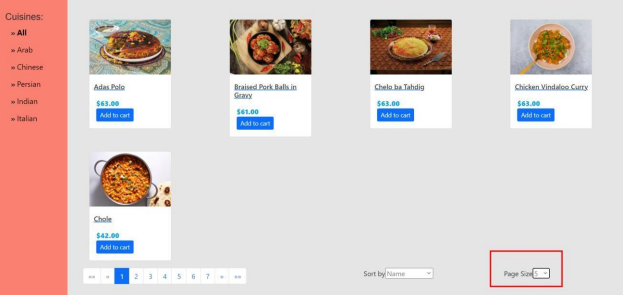 Cuisines:
» All
» Arab
» Chinese
» Persian
» Indian
» Italian
Adas Polo
$63.00
Add to cart
Braised Pork Balls in
Gravy
$61.00
Add to cart
Chelo ba Tahdig
$63.00
Add to cart
Chicken Vindaloo Curry
$63.00
Add to cart
Chole
$42.00
Add to cart
«« « 1 2 3 4 5 6 7 » »»
Sort by Name
Page Size 5